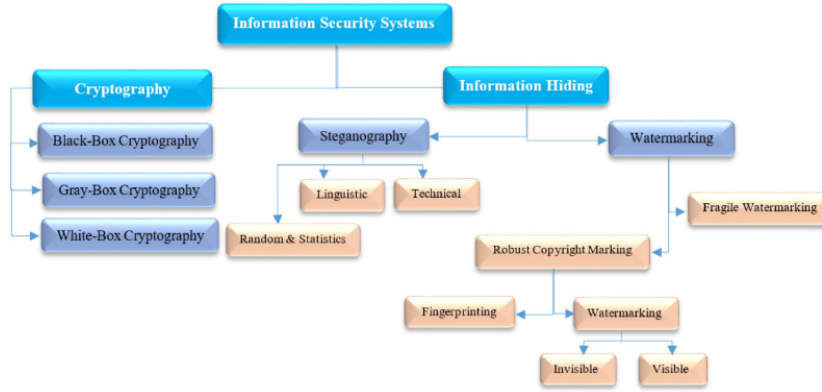 Information Security Systems
Cryptography
Information Hiding
Black-Box Cryptography
Steganography
Watermarking
Gray-Box Cryptography
Linguistic
Technical
Fragile Watermarking
White-Box Cryptography
Random & Statistics
Robust Copyright Marking
Fingerprinting
Watermarking
Invisible
Visible